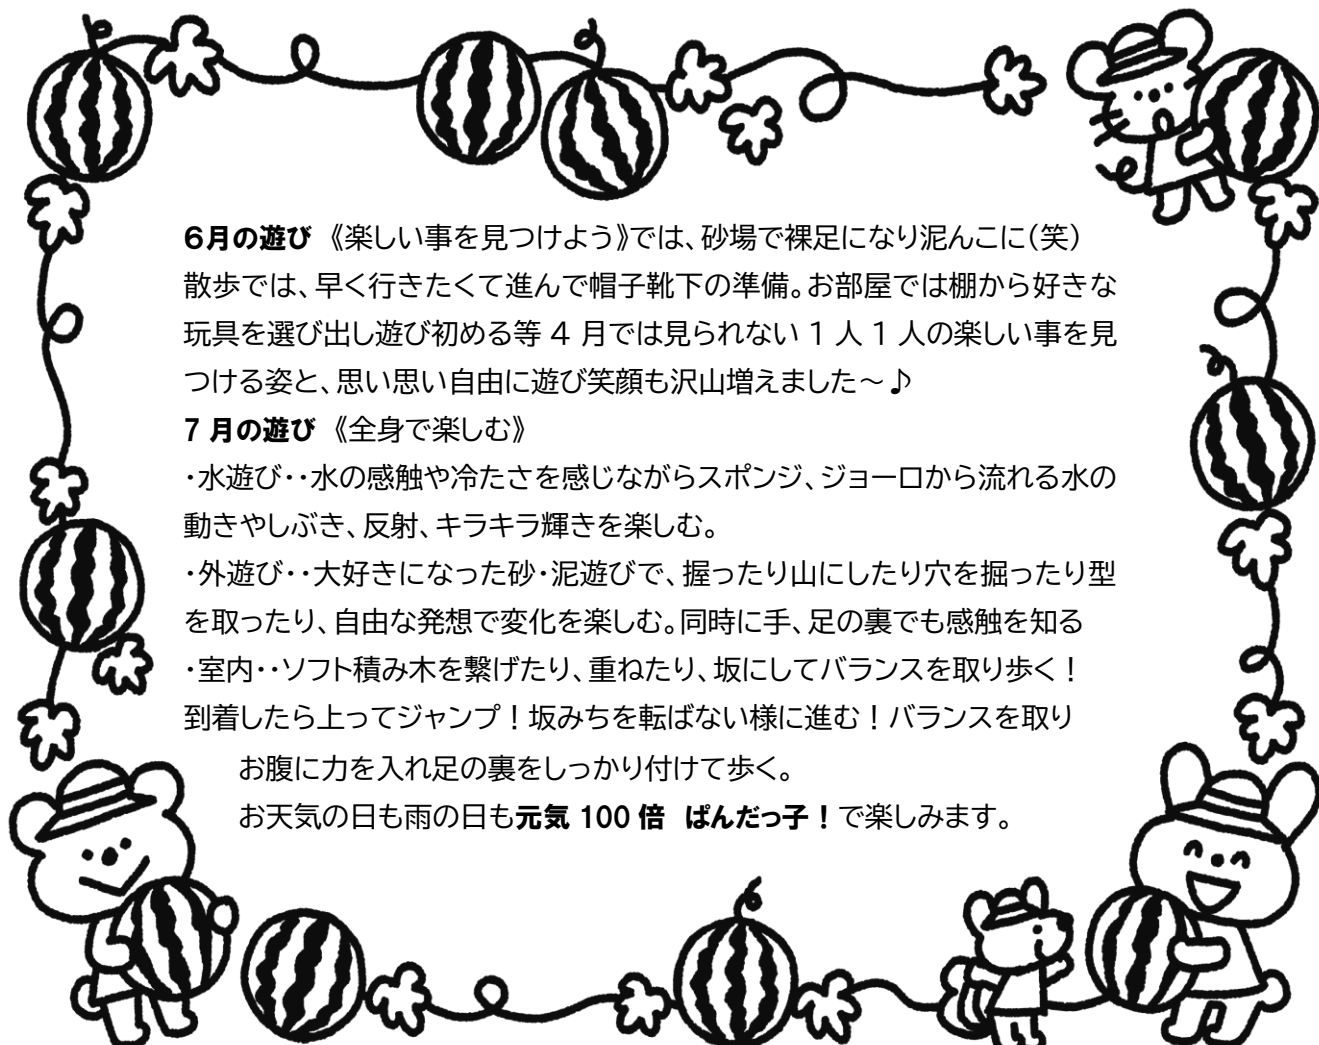 6月の遊び 《楽しい事を見つけよう》では、砂場で裸足になり泥んこに(笑)
散歩では、早く行きたくて進んで帽子靴下の準備。お部屋では棚から好きな
玩具を選び出し遊び初める等 4 月では見られない 1 人 1 人の楽しい事を見
つける姿と、思い思い自由に遊び笑顔も沢山増えました～♪
7 月の遊び 《全身で楽しむ》
・水遊び・・水の感触や冷たさを感じながらスポンジ、ジョーロから流れる水の
動きやしぶき、反射、キラキラ輝きを楽しむ。
・外遊び・・大好きになった砂・泥遊びで、握ったり山にしたり穴を掘ったり型
を取ったり、自由な発想で変化を楽しむ。同時に手、足の裏でも感触を知る
・室内・・ソフト積み木を繋げたり、重ねたり、坂にしてバランスを取り歩く！
到着したら上ってジャンプ！坂みちを転ばない様に進む！バランスを取り
お腹に力を入れ足の裏をしっかり付けて歩く。
お天気の日も雨の日も元気 100 倍 ぱんだっ子！で楽しみます。